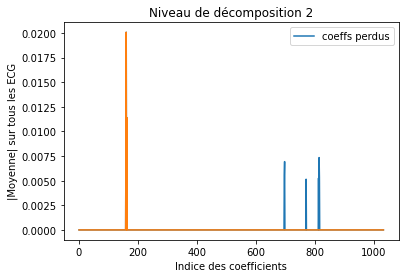 Niveau de décomposition 2
coeffs perdus
|Moyenne| sur tous les ECG
0.0200
0.0175
0.0150
0.0125
0.0100
0.0075
0.0050
0.0025
0.0000
0 200 400 600 800 1000
Indice des coefficients